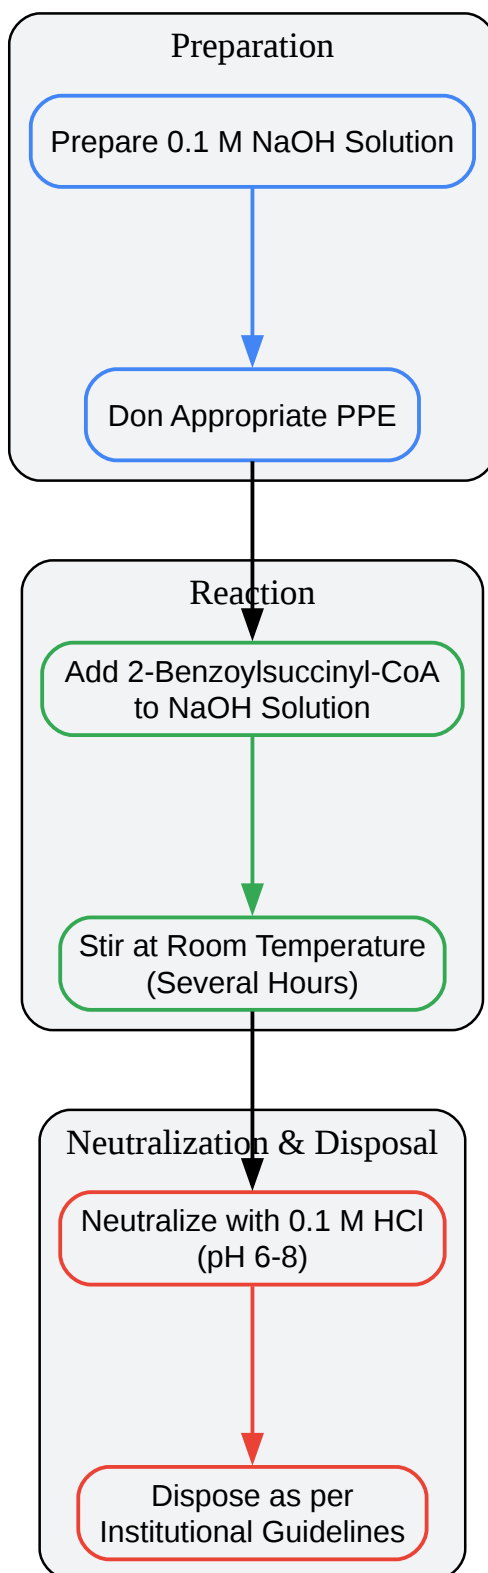 Preparation
Prepare 0.1 M NaOH Solution
Don Appropriate PPE
Reaction
Add 2-Benzoylsuccinyl-CoA
to NaOH Solution
Stir at Room Temperature
(Several Hours)
Neutralization & Disposal
Neutralize with 0.1 M HCl
(pH 6-8)
Dispose as per
Institutional Guidelines